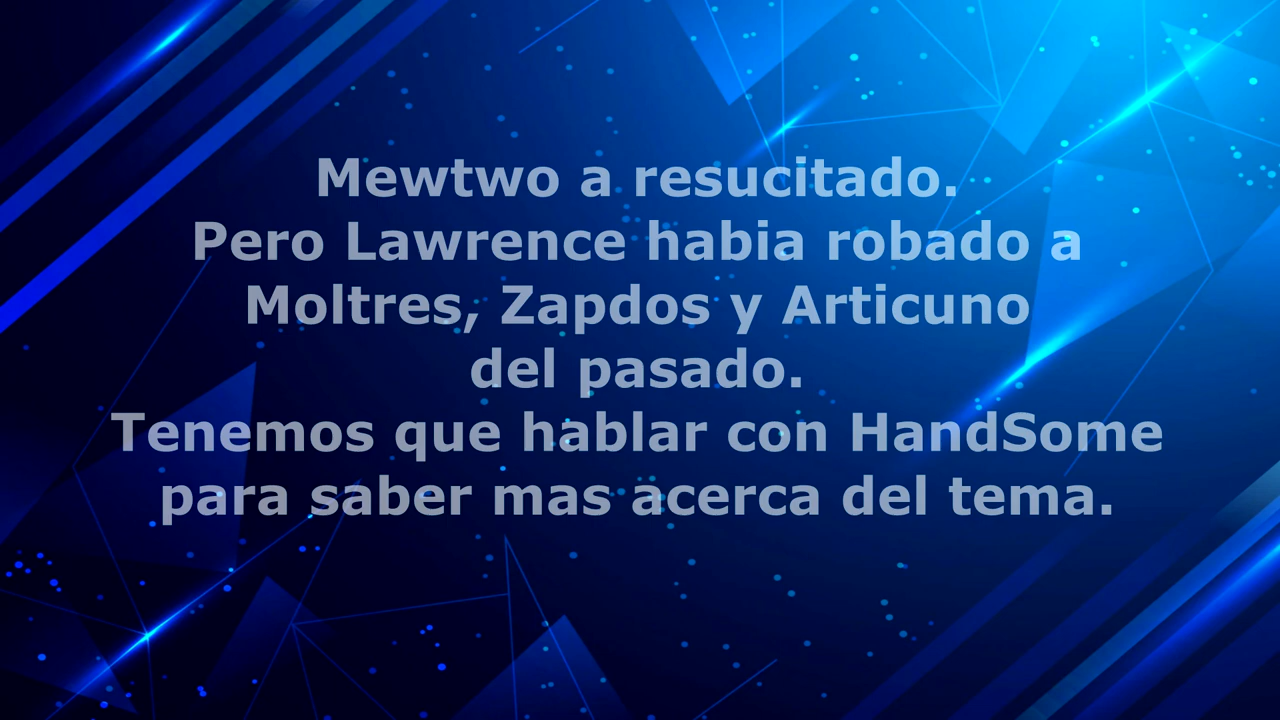 Mewtwo a resucitado.
Pero Lawrence habia robado a
Moltres, Zapdos y Articuno
del pasado.
Tenemos que hablar con HandSome
para saber mas acerca del tema.